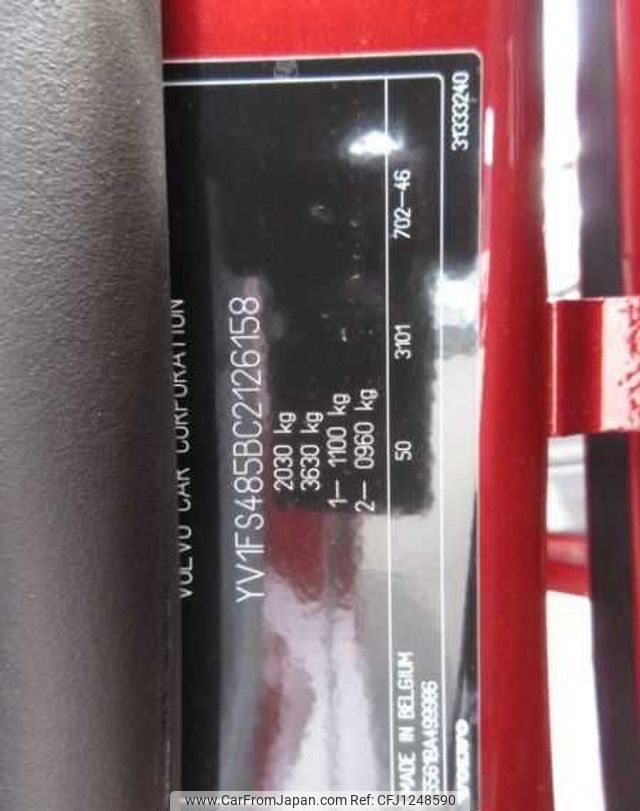 VOLVO CAR CORPORATION
YV1FS485BC2126158
2030 kg
3630 kg
1— 1100 kg
2— 0960 kg
50 3101 702—46
MADE IN BELGIUM
31333240
VOLVO
www.CarFromJapan.com - CFJ1248590